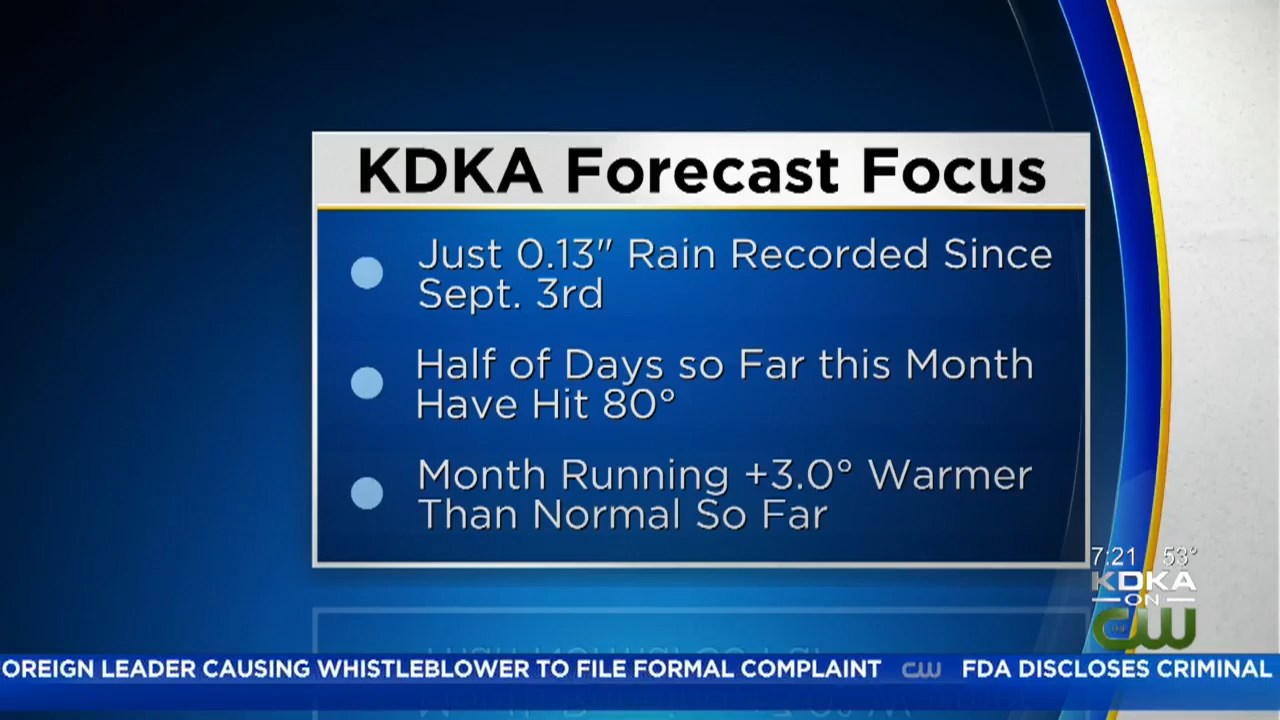 KDKA Forecast Focus
Just 0.13" Rain Recorded Since
Sept. 3rd
Half of Days so Far this Month
Have Hit 80°
Month Running +3.0° Warmer
Than Normal So Far
7:21 53°
KDKA
ON
CW
OREIGN LEADER CAUSING WHISTLEBLOWER TO FILE FORMAL COMPLAINT CW FDA DISCLOSES CRIMINAL